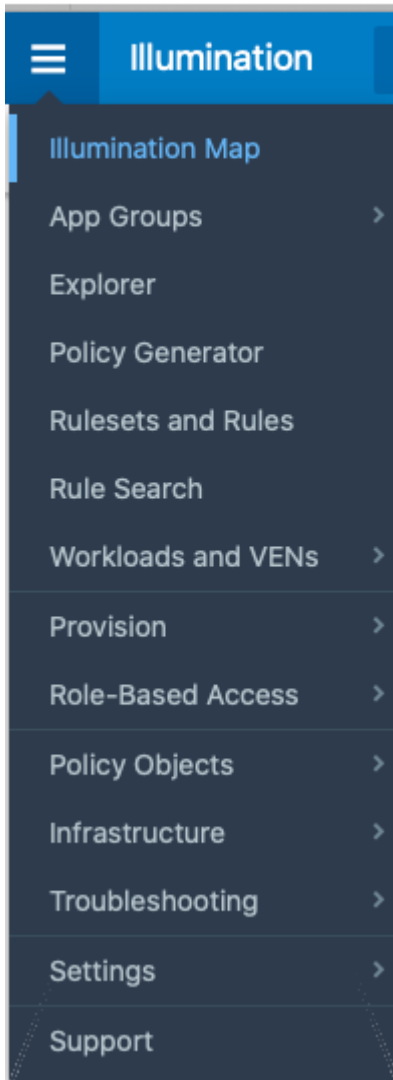 Illumination
Illumination Map
App Groups
Explorer
Policy Generator
Rulesets and Rules
Rule Search
Workloads and VENs
Provision
Role-Based Access
Policy Objects
Infrastructure
Troubleshooting
Settings
Support